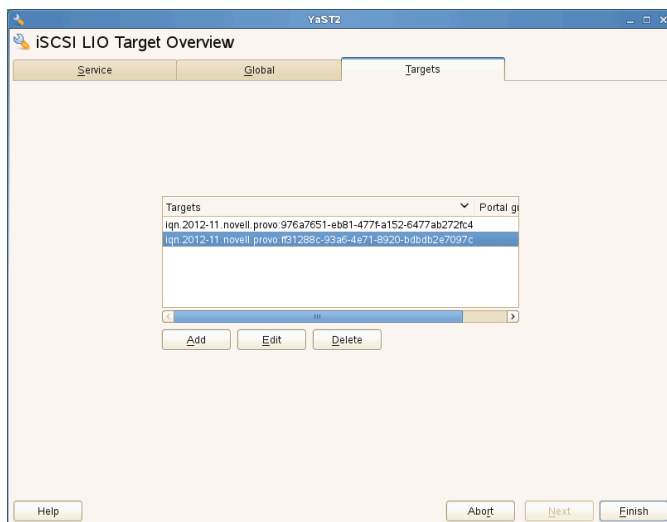 YaST2
iSCSI LIO Target Overview
Service Global Targets
Targets Portal gr
iqn.2012-11.novell.provo:976a7651-eb81-477f-a152-6477ab272fc4
iqn.2012-11.novell.provo:ff31288c-93a6-4e71-8920-bdbdb2e7097c
Add Edit Delete
Help Abort Next Finish